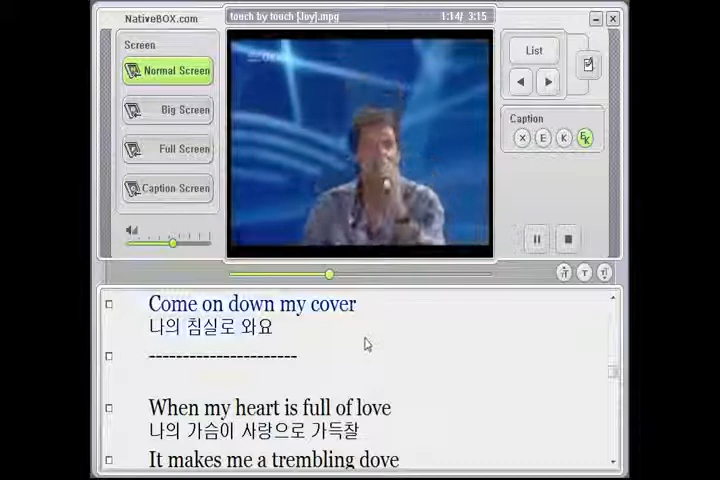 NativeBOX.com
touch by touch [Joy].mpg
1:14/ 3:15
Screen
Normal Screen
Big Screen
Full Screen
Caption Screen
List
Caption
X E K EK
T
Come on down my cover
나의 침실로 와요
----------------------
When my heart is full of love
나의 가슴이 사랑으로 가득찰
It makes me a trembling dove